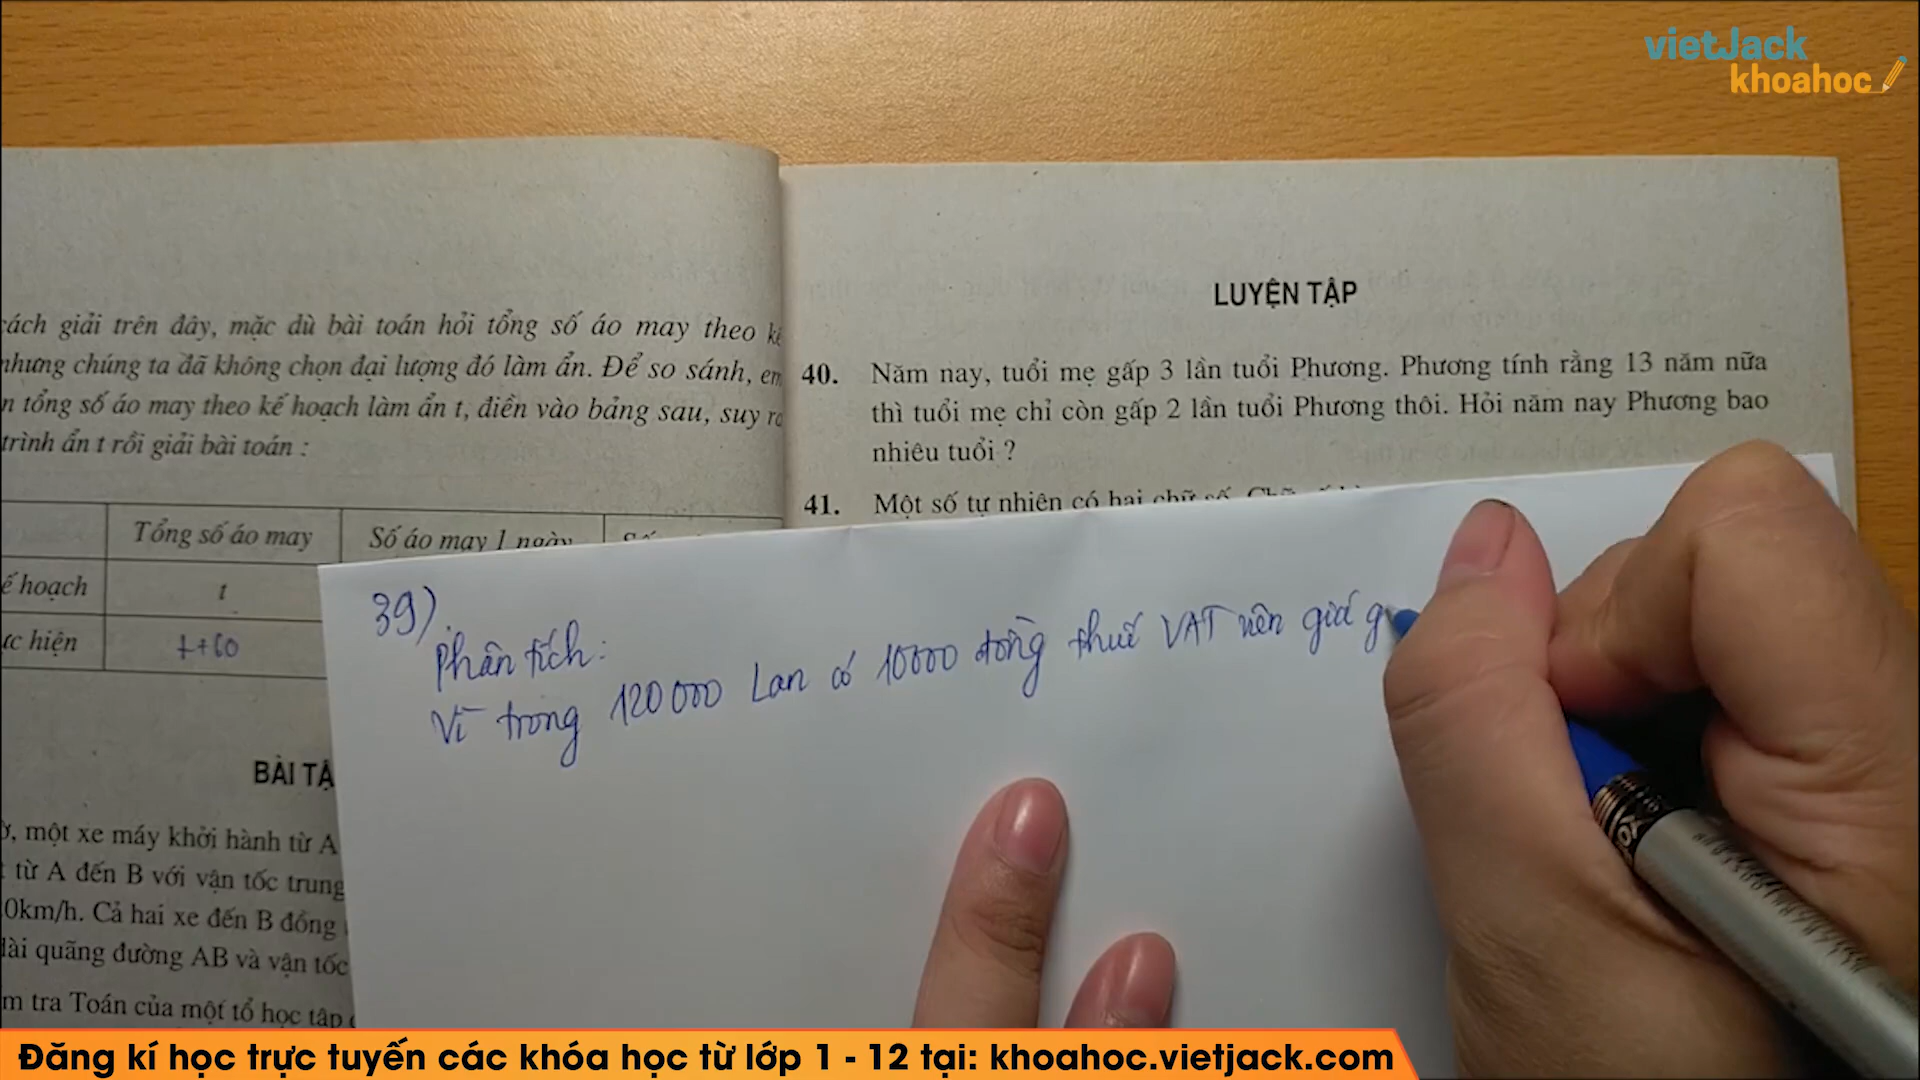 vietJack
khoahoc
cách giải trên đây, mặc dù bài toán hỏi tổng số áo may theo
nhưng chúng ta đã không chọn đại lượng đó làm ẩn. Để so sánh, em
tổng số áo may theo kế hoạch làm ẩn t, điền vào bảng sau, suy ra
trình ẩn t rồi giải bài toán :
Tổng số áo may Số áo may 1 ngày
hoạch t
hiện t+60
BÀI
một xe máy khởi hành từ A
từ A đến B với vận tốc trung
0km/h. Cả hai xe đến B đồng
dài quãng đường AB và vận tốc
tra Toán của một tổ học tập
LUYỆN TẬP
40. Năm nay, tuổi mẹ gấp 3 lần tuổi Phương. Phương tính rằng 13 năm nữa
thì tuổi mẹ chỉ còn gấp 2 lần tuổi Phương thôi. Hỏi năm nay Phương bao
nhiêu tuổi ?
41. Một số tự nhiên có hai chữ số.
39).
Phân tích:
Vì trong 120 000 Lan có 10000 đồng thuế VAT nên giá g
Đăng kí học trực tuyến các khóa học từ lớp 1 - 12 tại: khoahoc.vietjack.com